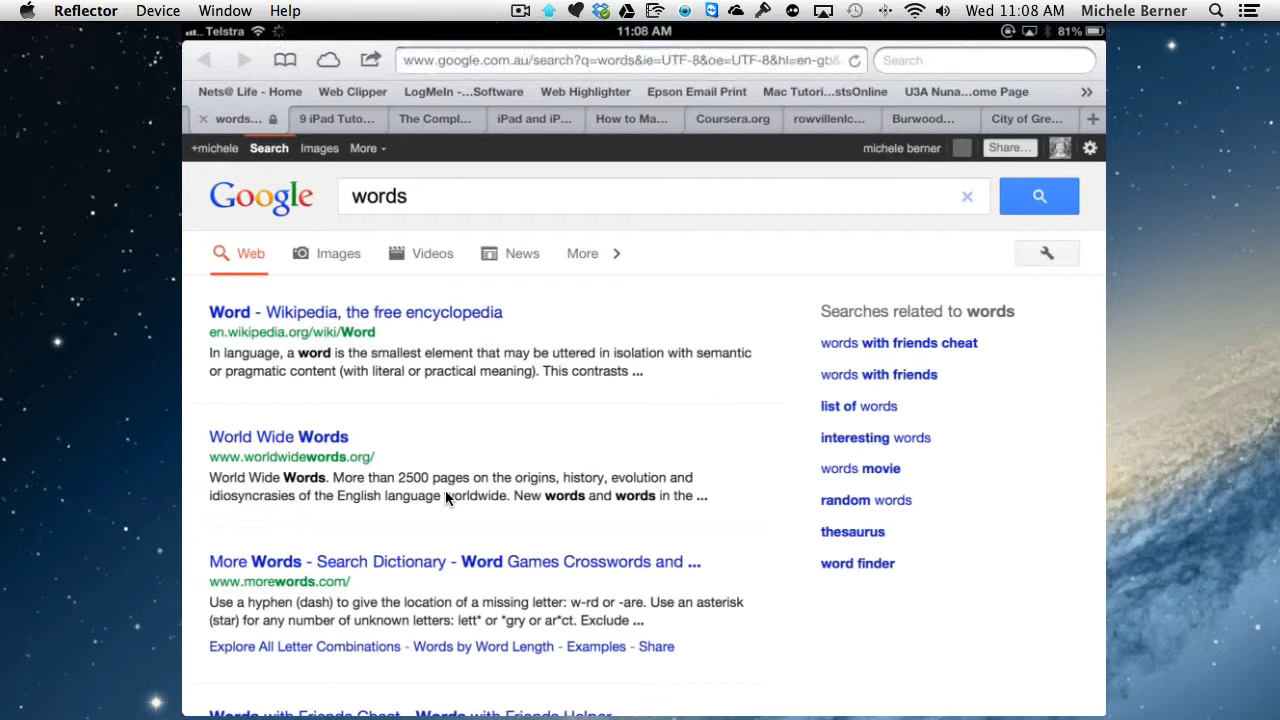 Reflector Device Window Help Wed 11:08 AM Michele Berner
Telstra 11:08 AM 81%
www.google.com.au/search?q=words&ie=UTF-8&oe=UTF-8&hl=en-gb& Search
Nets@ Life - Home Web Clipper LogMeIn -...Software Web Highlighter Epson Email Print Mac Tutori...stsOnline U3A Nuna...ome Page »
words... 9 iPad Tuto... The Compl... iPad and iP... How to Ma... Coursera.org rowvillenlc... Burwood... City of Gre... +
+michele Search Images More michele berner Share...
Google words
Web Images Videos News More
Word - Wikipedia, the free encyclopedia
en.wikipedia.org/wiki/Word
In language, a word is the smallest element that may be uttered in isolation with semantic
or pragmatic content (with literal or practical meaning). This contrasts ...
World Wide Words
www.worldwidewords.org/
World Wide Words. More than 2500 pages on the origins, history, evolution and
idiosyncrasies of the English language worldwide. New words and words in the ...
More Words - Search Dictionary - Word Games Crosswords and ...
www.morewords.com/
Use a hyphen (dash) to give the location of a missing letter: w-rd or -are. Use an asterisk
(star) for any number of unknown letters: lett* or *gry or ar*ct. Exclude ...
Explore All Letter Combinations - Words by Word Length - Examples - Share
Words with Friends Cheat - Words with Friends Helper
Searches related to words
words with friends cheat
words with friends
list of words
interesting words
words movie
random words
thesaurus
word finder